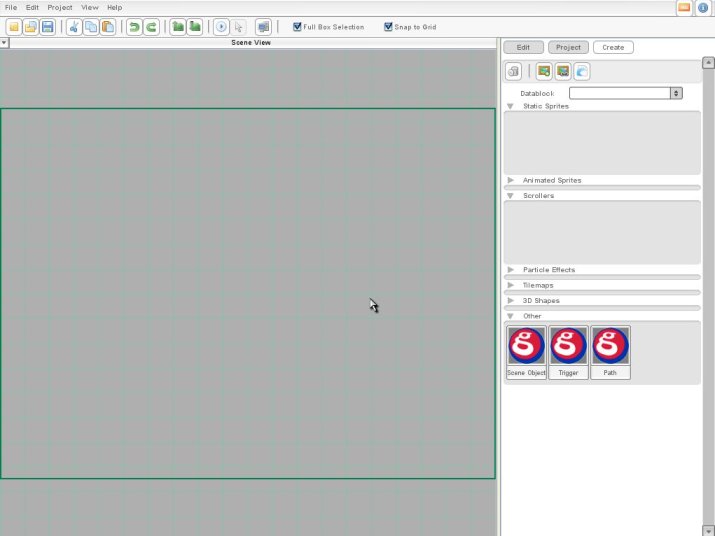 File Edit Project View Help
Full Box Selection Snap to Grid
Scene View
Edit Project Create
Datablock
Static Sprites
Animated Sprites
Scrollers
Particle Effects
Tilemaps
3D Shapes
Other
Scene Object Trigger Path